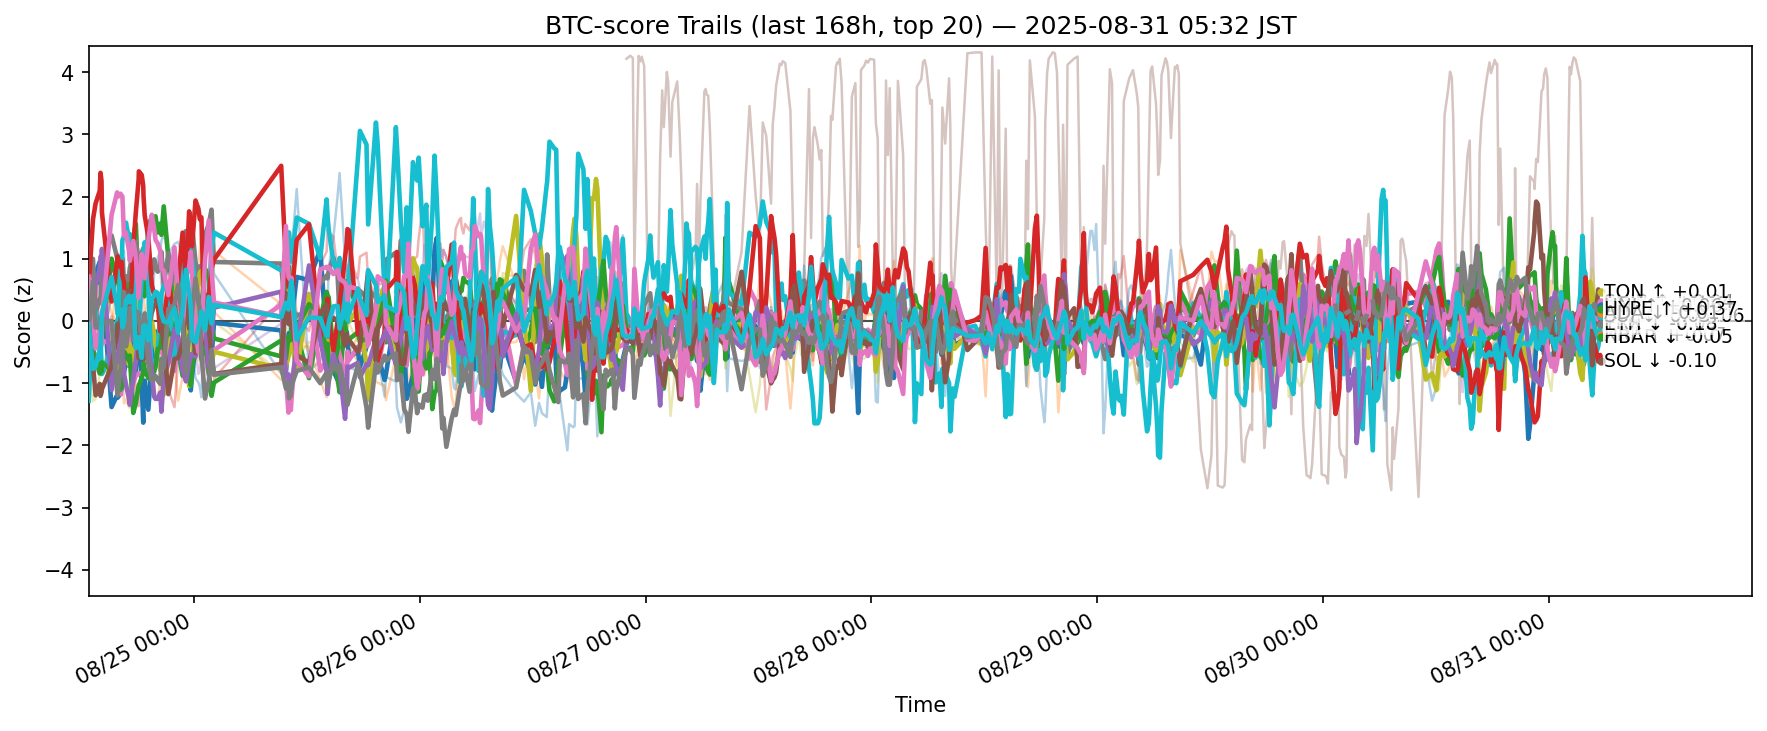 BTC-score Trails (last 168h, top 20) — 2025-08-31 05:32 JST
Score (z)
4
3
2
1
0
−1
−2
−3
−4
TON ↑ +0.01
HYPE ↑ +0.37
ETH ↓ -0.18
HBAR ↓ -0.05
SOL ↓ -0.10
08/25 00:00
08/26 00:00
08/27 00:00
08/28 00:00
08/29 00:00
08/30 00:00
08/31 00:00
Time